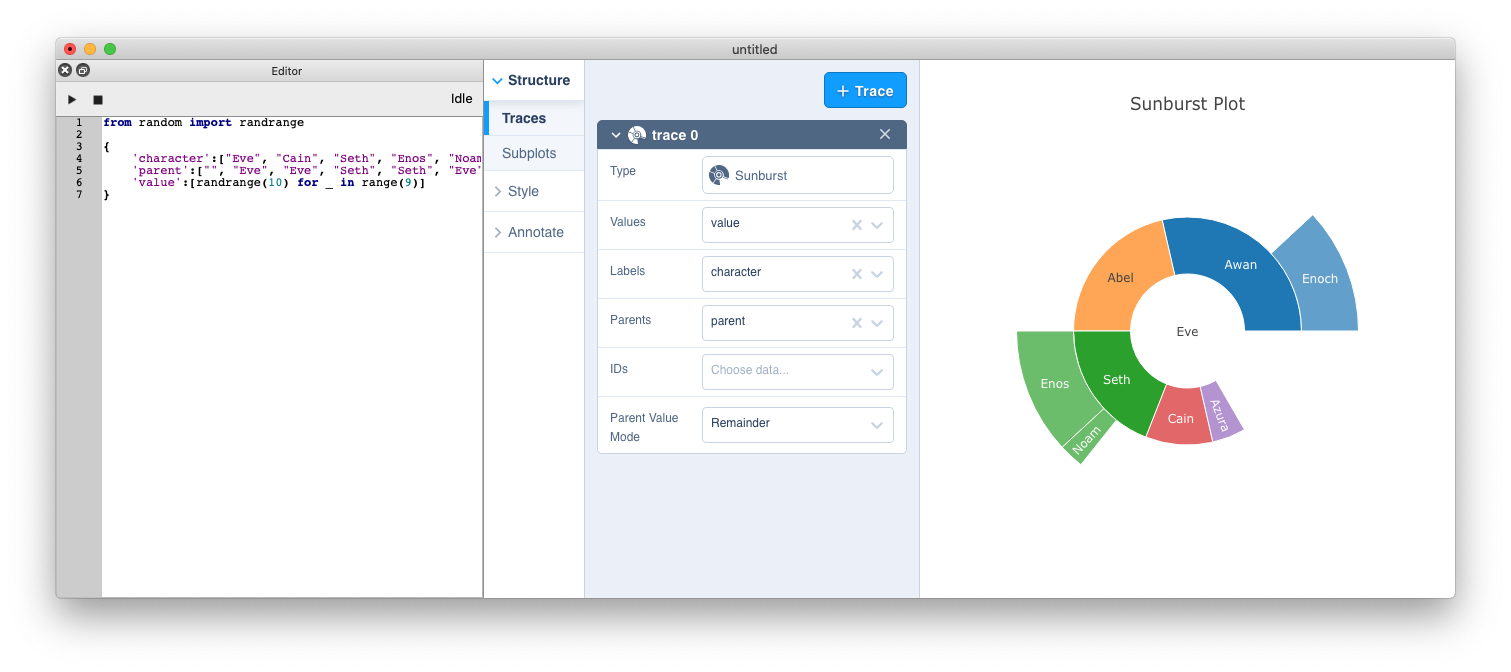 untitled
Editor
Idle
1 from random import randrange
2
3 {
4 'character':["Eve", "Cain", "Seth", "Enos", "Noam
5 'parent':["", "Eve", "Eve", "Seth", "Seth", "Eve"
6 'value':[randrange(10) for _ in range(9)]
7 }
Structure
Traces
Subplots
Style
Annotate
+ Trace
trace 0
Type
Sunburst
Values
value
Labels
character
Parents
parent
IDs
Choose data...
Parent Value
Mode
Remainder
Sunburst Plot
Abel
Awan
Enoch
Eve
Enos
Seth
Noam
Cain
Azura